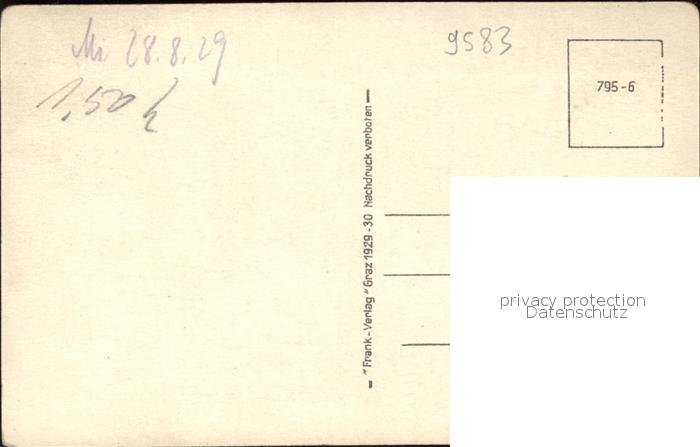 Mi. 28.8.29
1,50
9583
795-6
"Frank-Verlag" Graz 1929-30 Nachdruck verboten
privacy protection
Datenschutz